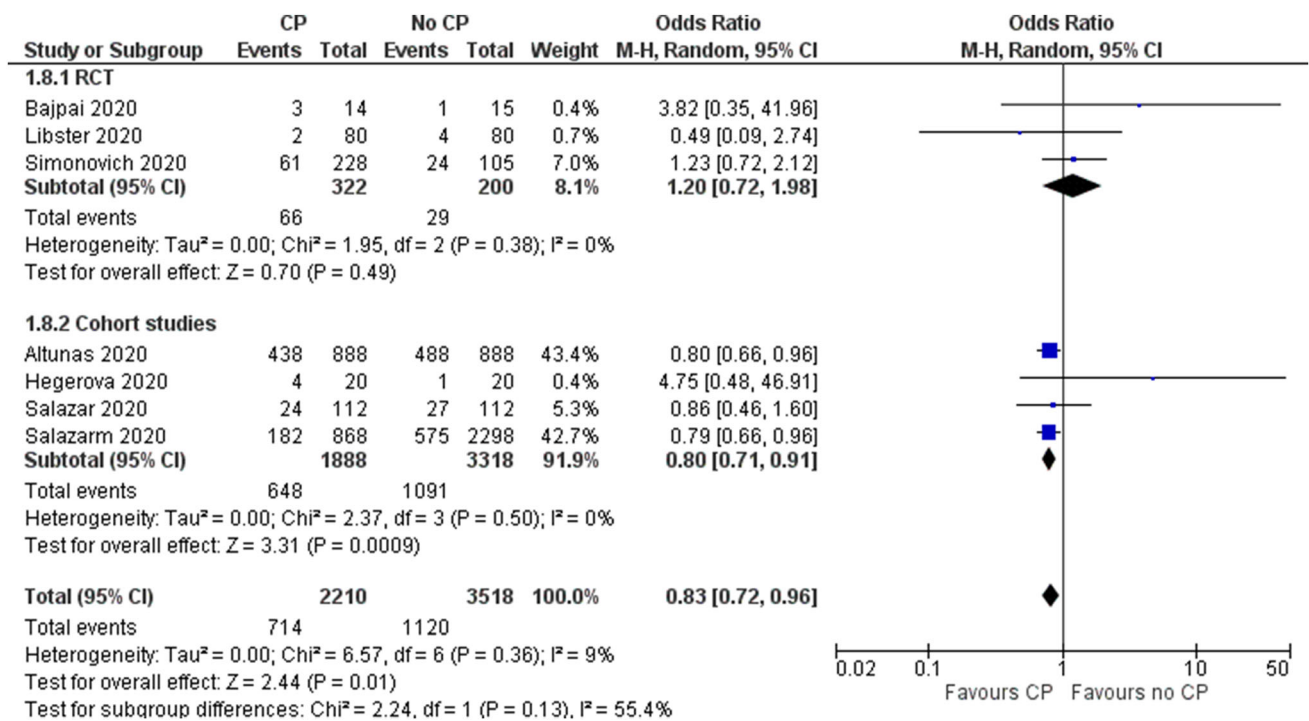 CP No CP Odds Ratio Odds Ratio
Study or Subgroup Events Total Events Total Weight M-H, Random, 95% CI M-H, Random, 95% CI
1.8.1 RCT
Bajpai 2020 3 14 1 15 0.4% 3.82 [0.35, 41.96]
Libster 2020 2 80 4 80 0.7% 0.49 [0.09, 2.74]
Simonovich 2020 61 228 24 105 7.0% 1.23 [0.72, 2.12]
Subtotal (95% CI) 322 200 8.1% 1.20 [0.72, 1.98]
Total events 66 29
Heterogeneity: Tau² = 0.00; Chi² = 1.95, df = 2 (P = 0.38); I² = 0%
Test for overall effect: Z = 0.70 (P = 0.49)
1.8.2 Cohort studies
Altunas 2020 438 888 488 888 43.4% 0.80 [0.66, 0.96]
Hegerova 2020 4 20 1 20 0.4% 4.75 [0.48, 46.91]
Salazar 2020 24 112 27 112 5.3% 0.86 [0.46, 1.60]
Salazarm 2020 182 868 575 2298 42.7% 0.79 [0.66, 0.96]
Subtotal (95% CI) 1888 3318 91.9% 0.80 [0.71, 0.91]
Total events 648 1091
Heterogeneity: Tau² = 0.00; Chi² = 2.37, df = 3 (P = 0.50); I² = 0%
Test for overall effect: Z = 3.31 (P = 0.0009)
Total (95% CI) 2210 3518 100.0% 0.83 [0.72, 0.96]
Total events 714 1120
Heterogeneity: Tau² = 0.00; Chi² = 6.57, df = 6 (P = 0.36); I² = 9%
Test for overall effect: Z = 2.44 (P = 0.01)
Test for subgroup differences: Chi² = 2.24, df = 1 (P = 0.13), I² = 55.4%
0.02 0.1 1 10 50
Favours CP Favours no CP